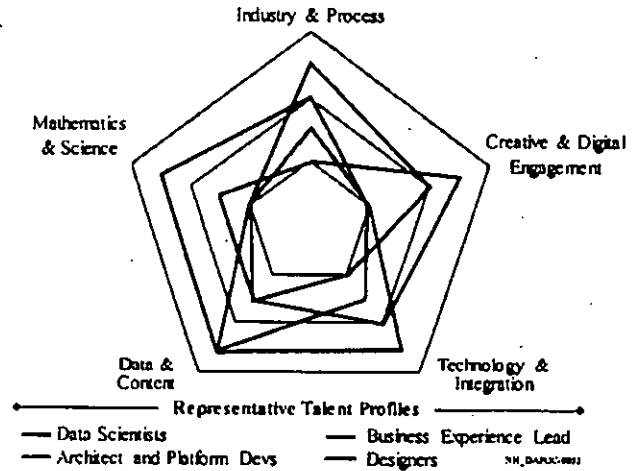 Industry & Process
Mathematics
& Science
Creative & Digital
Engagement
Data &
Content
Technology &
Integration
Representative Talent Profiles
Data Scientists
Business Experience Lead
Architect and Platform Devs
Designers